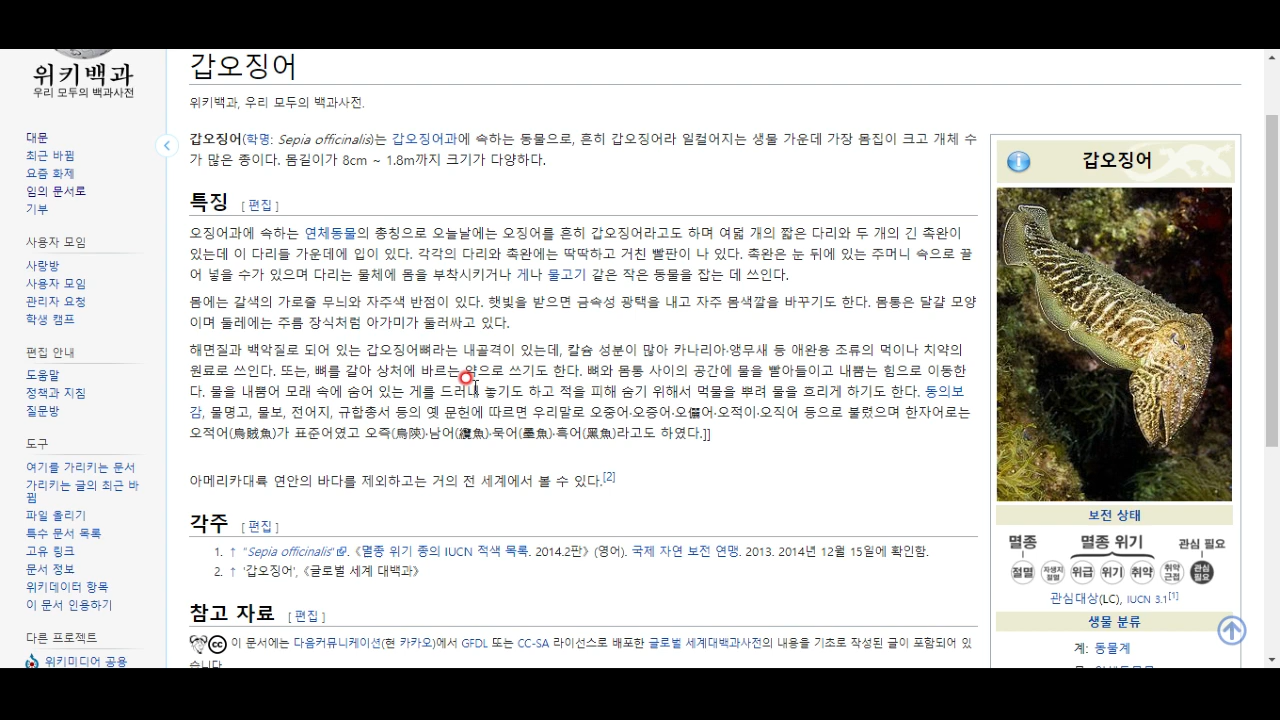 위키백과
우리 모두의 백과사전
대문
최근 바뀜
요즘 화제
임의 문서로
기부
사용자 모임
사랑방
사용자 모임
관리자 요청
학생 캠프
편집 안내
도움말
정책과 지침
질문방
도구
여기를 가리키는 문서
가리키는 글의 최근 바
뀜
파일 올리기
특수 문서 목록
고유 링크
문서 정보
위키데이터 항목
이 문서 인용하기
다른 프로젝트
위키미디어 공용
갑오징어
위키백과, 우리 모두의 백과사전.
갑오징어(학명: Sepia officinalis)는 갑오징어과에 속하는 동물으로, 흔히 갑오징어라 일컬어지는 생물 가운데 가장 몸집이 크고 개체 수
가 많은 종이다. 몸길이가 8cm ~ 1.8m까지 크기가 다양하다.
특징 [ 편집 ]
오징어과에 속하는 연체동물의 총칭으로 오늘날에는 오징어를 흔히 갑오징어라고도 하며 여덟 개의 짧은 다리와 두 개의 긴 촉완이
있는데 이 다리들 가운데에 입이 있다. 각각의 다리와 촉완에는 딱딱하고 거친 빨판이 나 있다. 촉완은 눈 뒤에 있는 주머니 속으로 끌
어 넣을 수가 있으며 다리는 물체에 몸을 부착시키거나 게나 물고기 같은 작은 동물을 잡는 데 쓰인다.
몸에는 갈색의 가로줄 무늬와 자주색 반점이 있다. 햇빛을 받으면 금속성 광택을 내고 자주 몸색깔을 바꾸기도 한다. 몸통은 달걀 모양
이며 둘레에는 주름 장식처럼 아가미가 둘러싸고 있다.
해면질과 백악질로 되어 있는 갑오징어뼈라는 내골격이 있는데, 칼슘 성분이 많아 카나리아·앵무새 등 애완용 조류의 먹이나 치약의
원료로 쓰인다. 또는, 뼈를 갈아 상처에 바르는 약으로 쓰기도 한다. 뼈와 몸통 사이의 공간에 물을 빨아들이고 내뿜는 힘으로 이동한
다. 물을 내뿜어 모래 속에 숨어 있는 게를 드러내 놓기도 하고 적을 피해 숨기 위해서 먹물을 뿌려 물을 흐리게 하기도 한다. 동의보
감, 물명고, 물보, 전어지, 규합총서 등의 옛 문헌에 따르면 우리말로 오중어·오증어·오儸어·오적이·오직어 등으로 불렸으며 한자어로는
오적어(烏賊魚)가 표준어였고 오즉(烏鰂)·남어(纜魚)·묵어(墨魚)·흑어(黑魚)라고도 하였다.]]
아메리카대륙 연안의 바다를 제외하고는 거의 전 세계에서 볼 수 있다.[2]
각주 [ 편집 ]
1. ↑ "Sepia officinalis". 《멸종 위기 종의 IUCN 적색 목록. 2014.2판》 (영어). 국제 자연 보전 연맹. 2013. 2014년 12월 15일에 확인함.
2. ↑ '갑오징어', 《글로벌 세계 대백과》
참고 자료 [ 편집 ]
cc 이 문서에는 다음커뮤니케이션(현 카카오)에서 GFDL 또는 CC-SA 라이선스로 배포한 글로벌 세계대백과사전의 내용을 기초로 작성된 글이 포함되어 있
습니다
갑오징어
보전 상태
멸종 멸종 위기 관심 필요
절멸 자생지 절멸 위급 위기 취약 취약 근접 관심 필요
관심대상(LC), IUCN 3.1[1]
생물 분류
계: 동물계